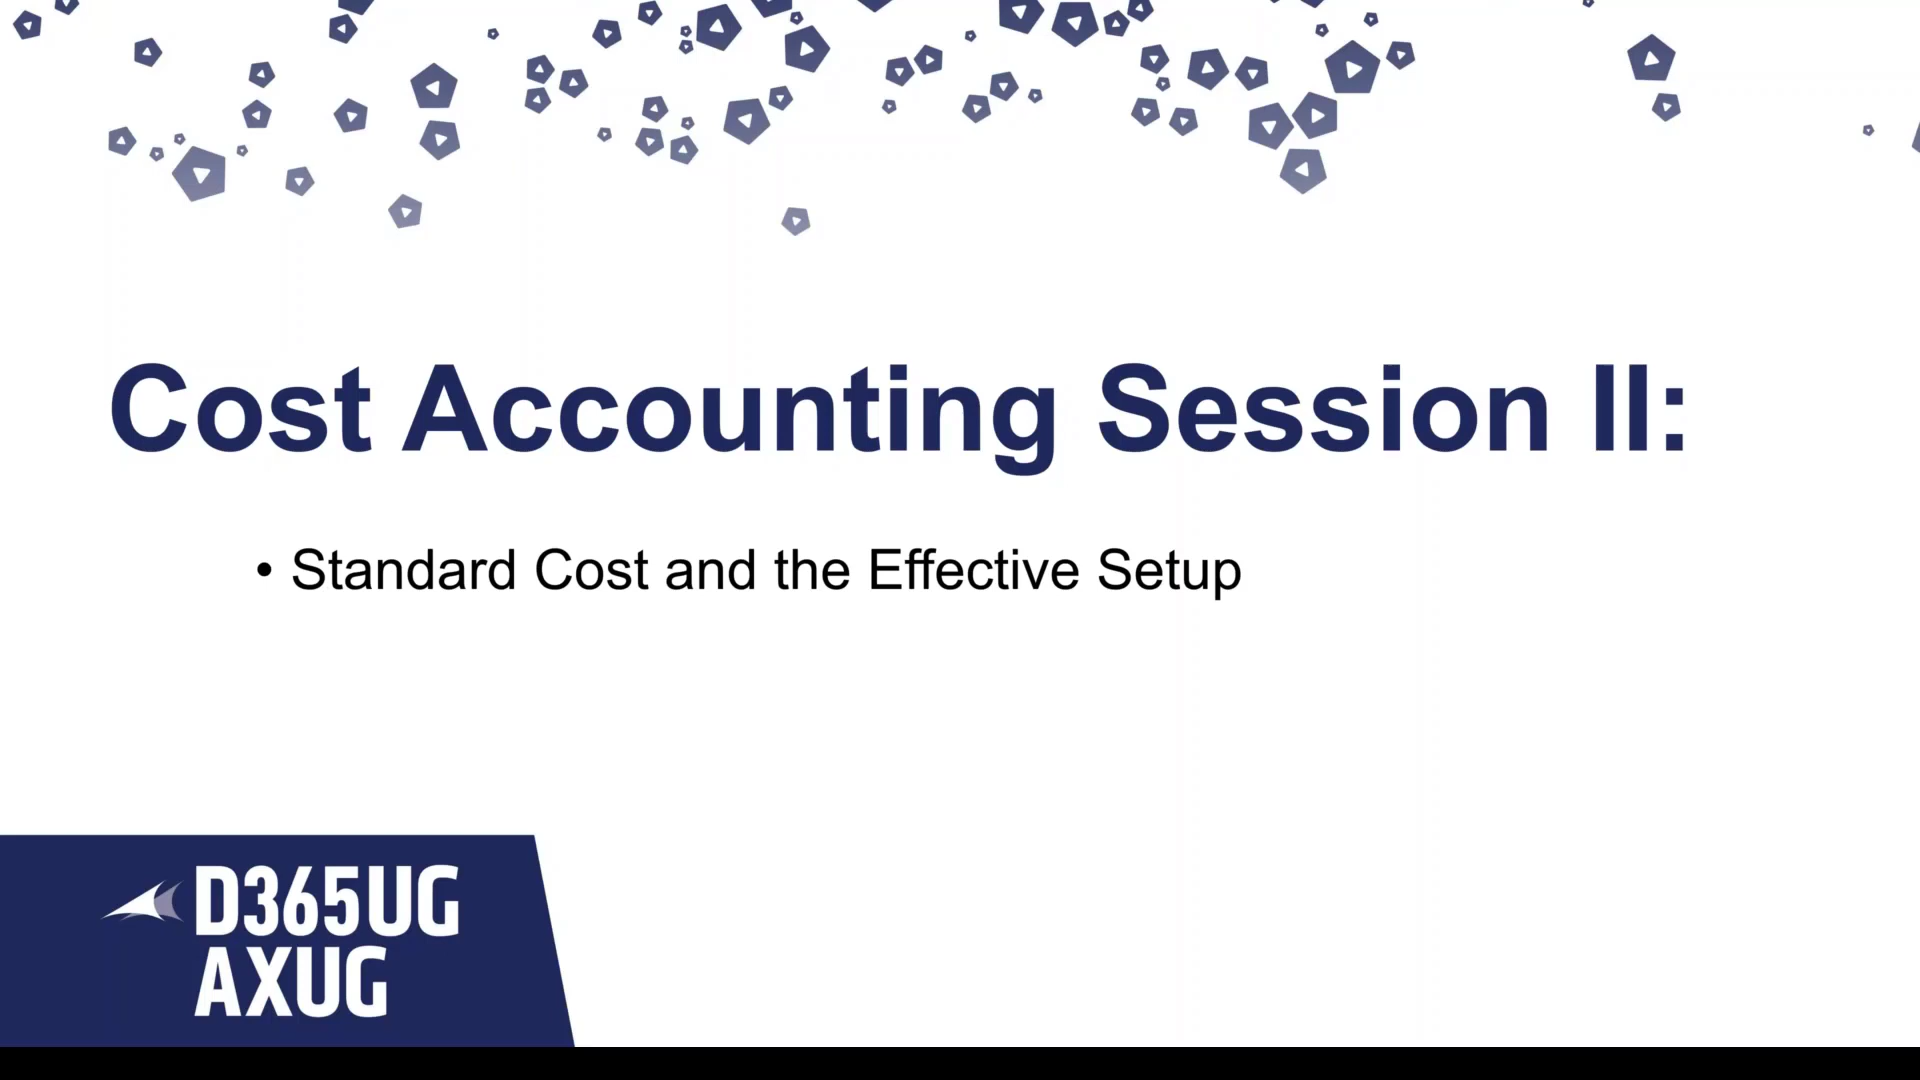 Cost Accounting Session II:
• Standard Cost and the Effective Setup
D365UG
AXUG